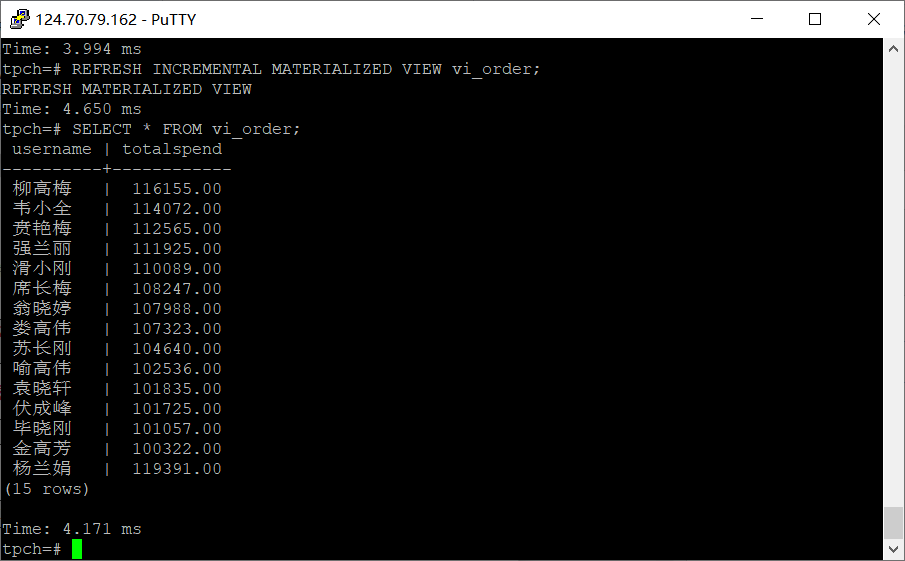 124.70.79.162 - PuTTY
Time: 3.994 ms
tpch=# REFRESH INCREMENTAL MATERIALIZED VIEW vi_order;
REFRESH MATERIALIZED VIEW
Time: 4.650 ms
tpch=# SELECT * FROM vi_order;
 username | totalspend
----------+------------
 柳高梅   |  116155.00
 韦小全   |  114072.00
 贲艳梅   |  112565.00
 强兰丽   |  111925.00
 滑小刚   |  110089.00
 席长梅   |  108247.00
 翁晓婷   |  107988.00
 娄高伟   |  107323.00
 苏长刚   |  104640.00
 喻高伟   |  102536.00
 袁晓轩   |  101835.00
 伏成峰   |  101725.00
 毕晓刚   |  101057.00
 金高芳   |  100322.00
 杨兰娟   |  119391.00
(15 rows)
Time: 4.171 ms
tpch=#